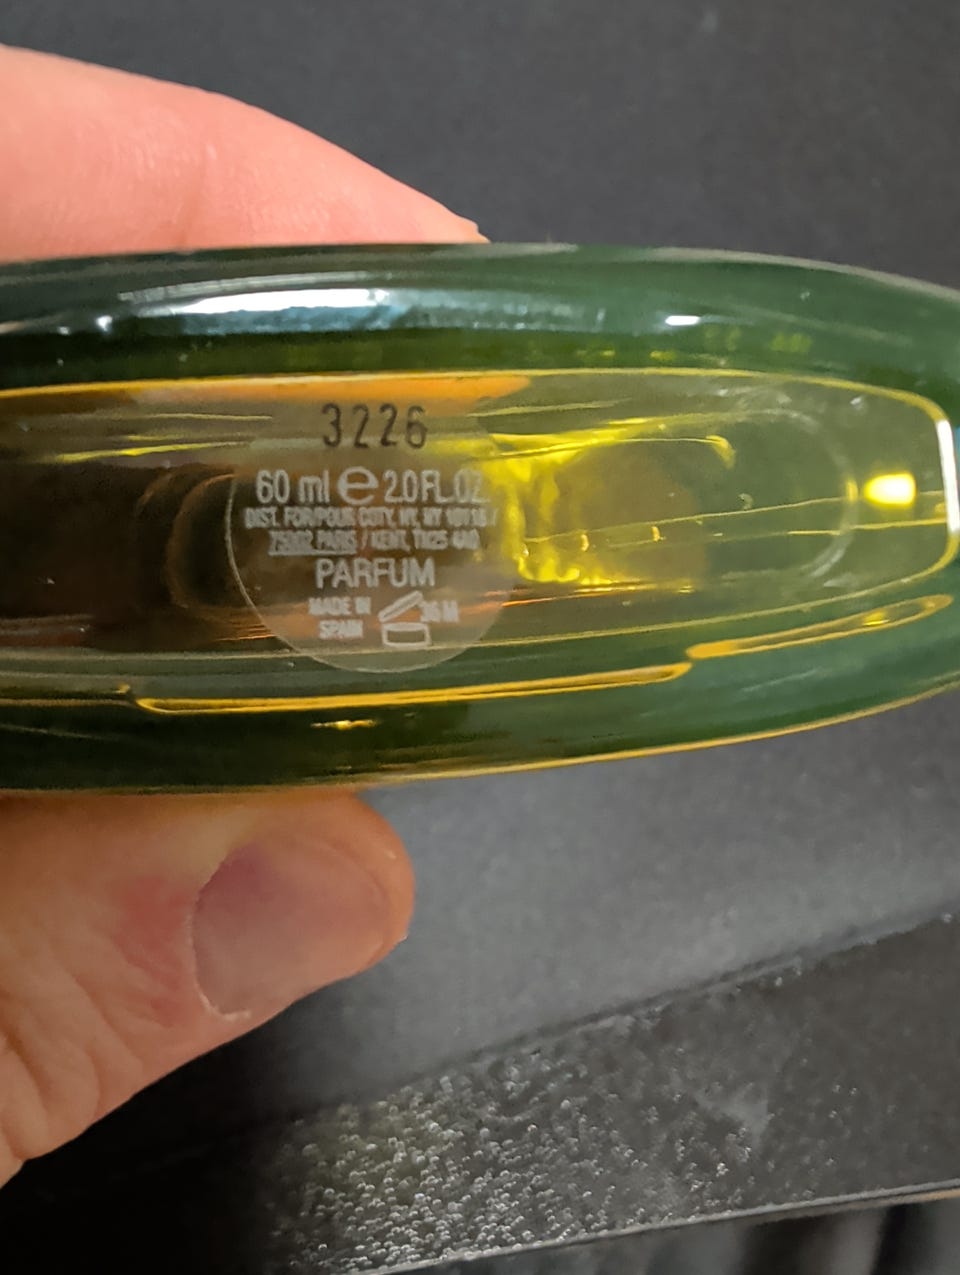 3226
60 ml e 2.0 FL.OZ.
DIST. FOR/POUR COTY, NY, NY 10118 /
75002 PARIS / KENT, TN25 4AQ
PARFUM
MADE IN
SPAIN
36 M